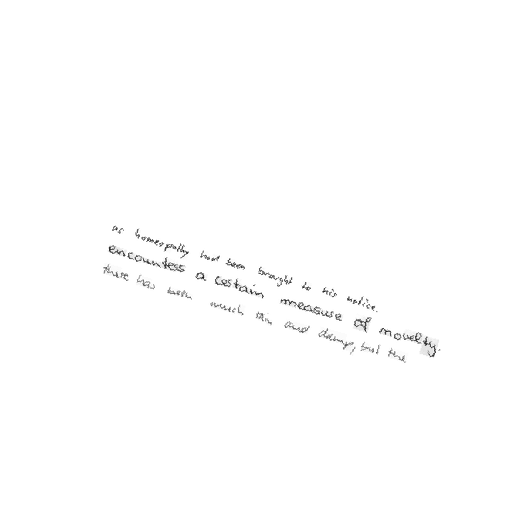 as homeopathy had been brought to his notice.
encounters a certain measure of novelty.
there has been much thin and damp, but the